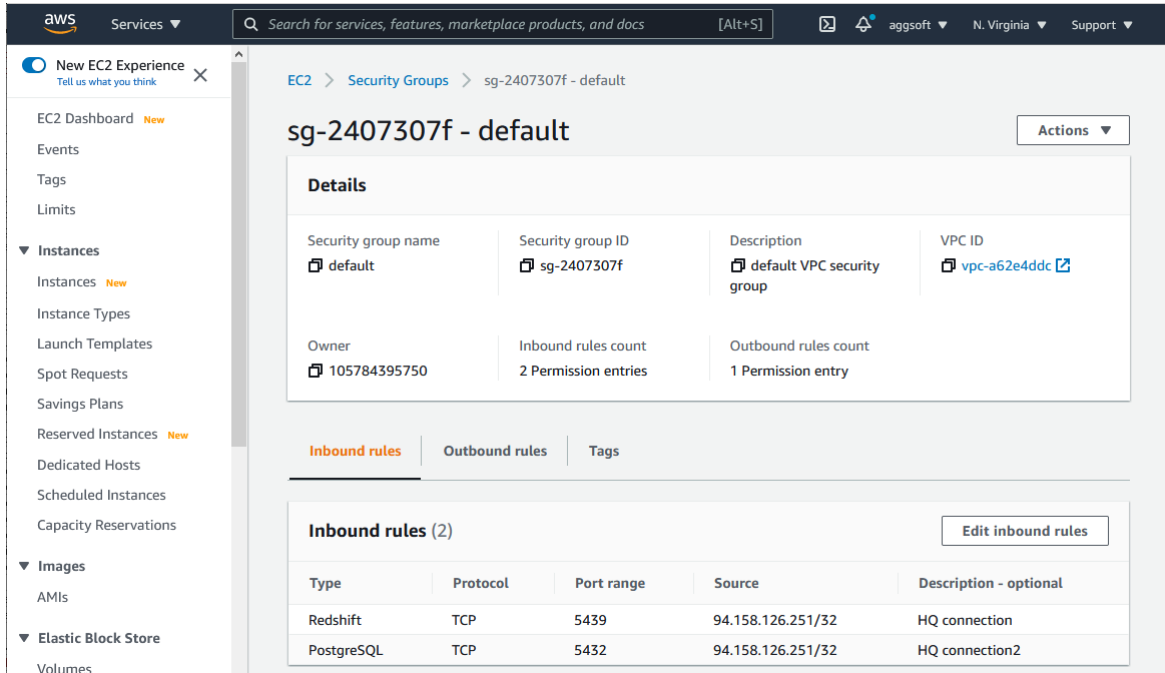 aws Services ▼ Search for services, features, marketplace products, and docs [Alt+S] aggsoft ▼ N. Virginia ▼ Support ▼
New EC2 Experience
Tell us what you think
EC2 Dashboard New
Events
Tags
Limits
Instances
Instances New
Instance Types
Launch Templates
Spot Requests
Savings Plans
Reserved Instances New
Dedicated Hosts
Scheduled Instances
Capacity Reservations
Images
AMIs
Elastic Block Store
Volumes
EC2 > Security Groups > sg-2407307f - default
sg-2407307f - default
Actions ▼
Details
Security group name
default
Security group ID
sg-2407307f
Description
default VPC security
group
VPC ID
vpc-a62e4ddc
Owner
105784395750
Inbound rules count
2 Permission entries
Outbound rules count
1 Permission entry
Inbound rules Outbound rules Tags
Inbound rules (2)
Edit inbound rules
Type Protocol Port range Source Description - optional
Redshift TCP 5439 94.158.126.251/32 HQ connection
PostgreSQL TCP 5432 94.158.126.251/32 HQ connection2